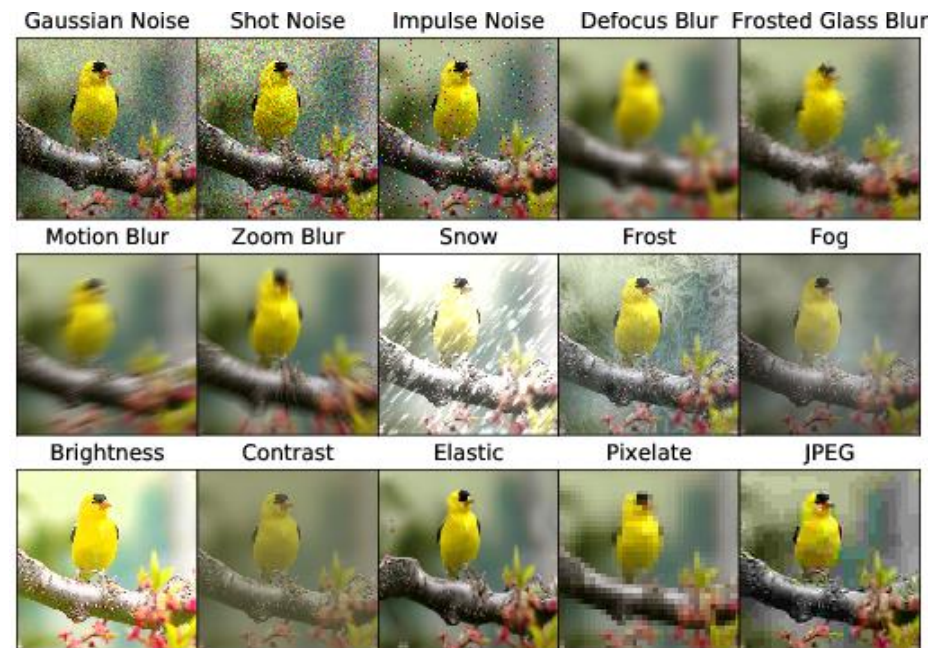 Gaussian Noise Shot Noise Impulse Noise Defocus Blur Frosted Glass Blur
Motion Blur Zoom Blur Snow Frost Fog
Brightness Contrast Elastic Pixelate JPEG